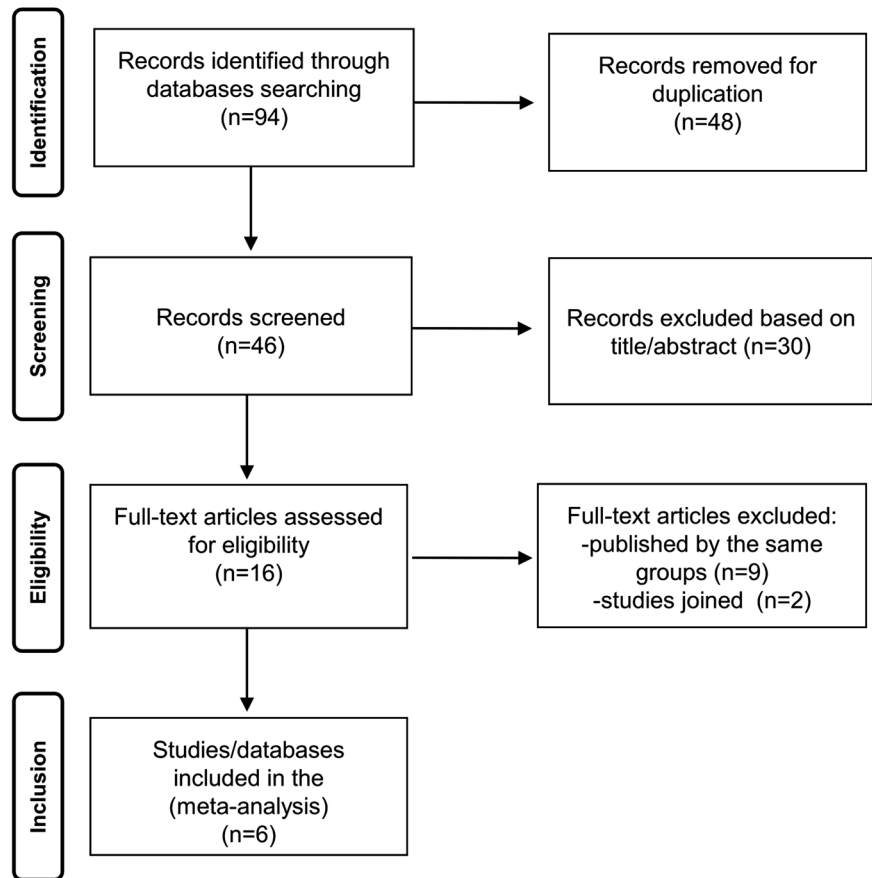 Identification
Records identified through
databases searching
(n=94)
Records removed for
duplication
(n=48)
Screening
Records screened
(n=46)
Records excluded based on
title/abstract (n=30)
Eligibility
Full-text articles assessed
for eligibility
(n=16)
Full-text articles excluded:
-published by the same
groups (n=9)
-studies joined (n=2)
Inclusion
Studies/databases
included in the
(meta-analysis)
(n=6)